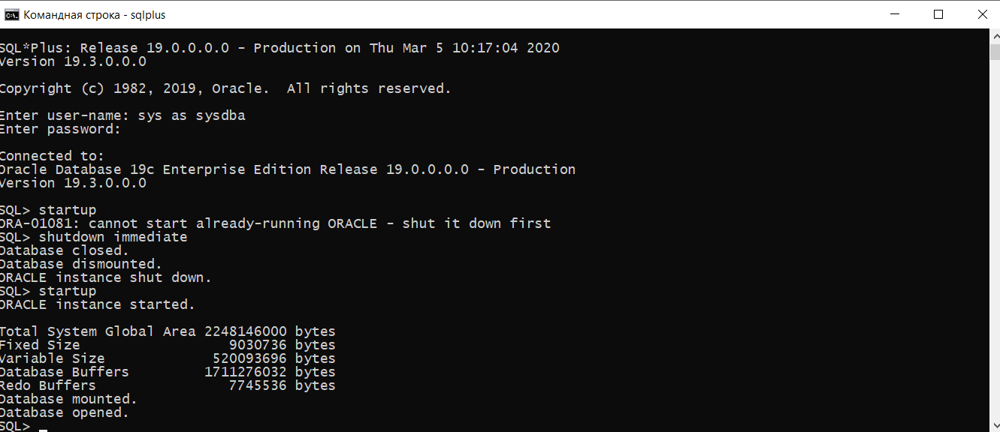 Командная строка - sqlplus
SQL*Plus: Release 19.0.0.0.0 - Production on Thu Mar 5 10:17:04 2020
Version 19.3.0.0.0
Copyright (c) 1982, 2019, Oracle.  All rights reserved.
Enter user-name: sys as sysdba
Enter password:
Connected to:
Oracle Database 19c Enterprise Edition Release 19.0.0.0.0 - Production
Version 19.3.0.0.0
SQL> startup
ORA-01081: cannot start already-running ORACLE - shut it down first
SQL> shutdown immediate
Database closed.
Database dismounted.
ORACLE instance shut down.
SQL> startup
ORACLE instance started.
Total System Global Area 2248146000 bytes
Fixed Size                  9030736 bytes
Variable Size             520093696 bytes
Database Buffers         1711276032 bytes
Redo Buffers                7745536 bytes
Database mounted.
Database opened.
SQL>